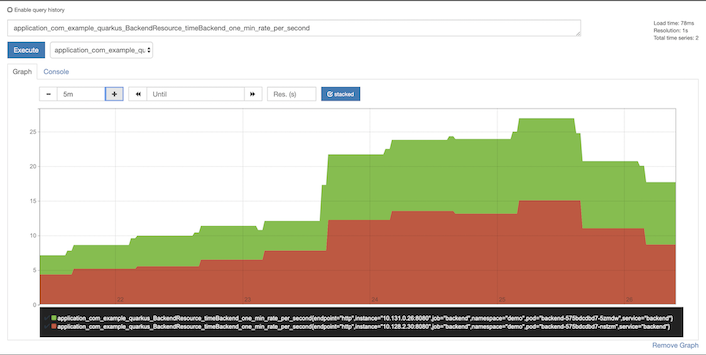 Enable query history
application_com_example_quarkus_BackendResource_timeBackend_one_min_rate_per_second
Load time: 78ms
Resolution: 1s
Total time series: 2
Execute
application_com_example_qu
Graph
Console
5m
Until
Res. (s)
stacked
25
20
15
10
5
0
22
23
24
25
26
application_com_example_quarkus_BackendResource_timeBackend_one_min_rate_per_second{endpoint="http",instance="10.131.0.26:8080",job="backend",namespace="demo",pod="backend-575bdcdbd7-5zmdw",service="backend"}
application_com_example_quarkus_BackendResource_timeBackend_one_min_rate_per_second{endpoint="http",instance="10.128.2.30:8080",job="backend",namespace="demo",pod="backend-575bdcdbd7-nstzm",service="backend"}
Remove Graph